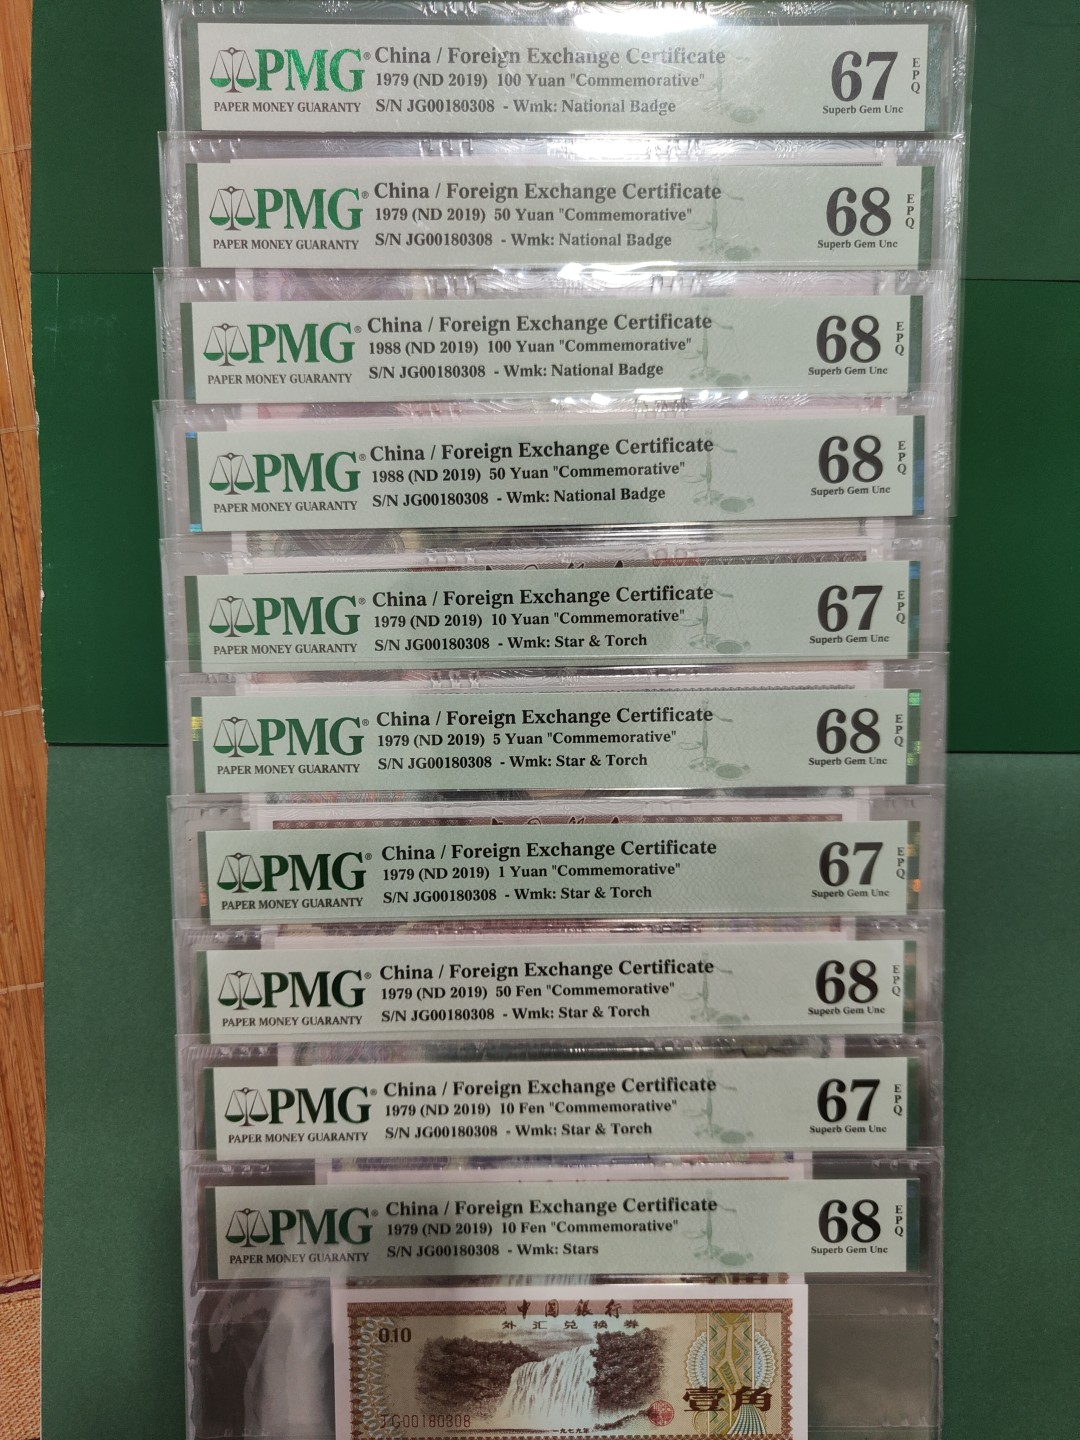 PMG® China / Foreign Exchange Certificate 67 EPQ
1979 (ND 2019) 100 Yuan "Commemorative"
PAPER MONEY GUARANTY S/N JG00180308 - Wmk: National Badge Superb Gem Unc
PMG® China / Foreign Exchange Certificate 68 EPQ
1979 (ND 2019) 50 Yuan "Commemorative"
PAPER MONEY GUARANTY S/N JG00180308 - Wmk: National Badge Superb Gem Unc
PMG® China / Foreign Exchange Certificate 68 EPQ
1988 (ND 2019) 100 Yuan "Commemorative"
PAPER MONEY GUARANTY S/N JG00180308 - Wmk: National Badge Superb Gem Unc
PMG® China / Foreign Exchange Certificate 68 EPQ
1988 (ND 2019) 50 Yuan "Commemorative"
PAPER MONEY GUARANTY S/N JG00180308 - Wmk: National Badge Superb Gem Unc
PMG® China / Foreign Exchange Certificate 67 EPQ
1979 (ND 2019) 10 Yuan "Commemorative"
PAPER MONEY GUARANTY S/N JG00180308 - Wmk: Star & Torch Superb Gem Unc
PMG® China / Foreign Exchange Certificate 68 EPQ
1979 (ND 2019) 5 Yuan "Commemorative"
PAPER MONEY GUARANTY S/N JG00180308 - Wmk: Star & Torch Superb Gem Unc
PMG® China / Foreign Exchange Certificate 67 EPQ
1979 (ND 2019) 1 Yuan "Commemorative"
PAPER MONEY GUARANTY S/N JG00180308 - Wmk: Star & Torch Superb Gem Unc
PMG® China / Foreign Exchange Certificate 68 EPQ
1979 (ND 2019) 50 Fen "Commemorative"
PAPER MONEY GUARANTY S/N JG00180308 - Wmk: Star & Torch Superb Gem Unc
PMG® China / Foreign Exchange Certificate 67 EPQ
1979 (ND 2019) 10 Fen "Commemorative"
PAPER MONEY GUARANTY S/N JG00180308 - Wmk: Star & Torch Superb Gem Unc
PMG® China / Foreign Exchange Certificate 68 EPQ
1979 (ND 2019) 10 Fen "Commemorative"
PAPER MONEY GUARANTY S/N JG00180308 - Wmk: Stars Superb Gem Unc
中国银行
外汇兑换券
0.10
壹角
JG00180308
一九七九年